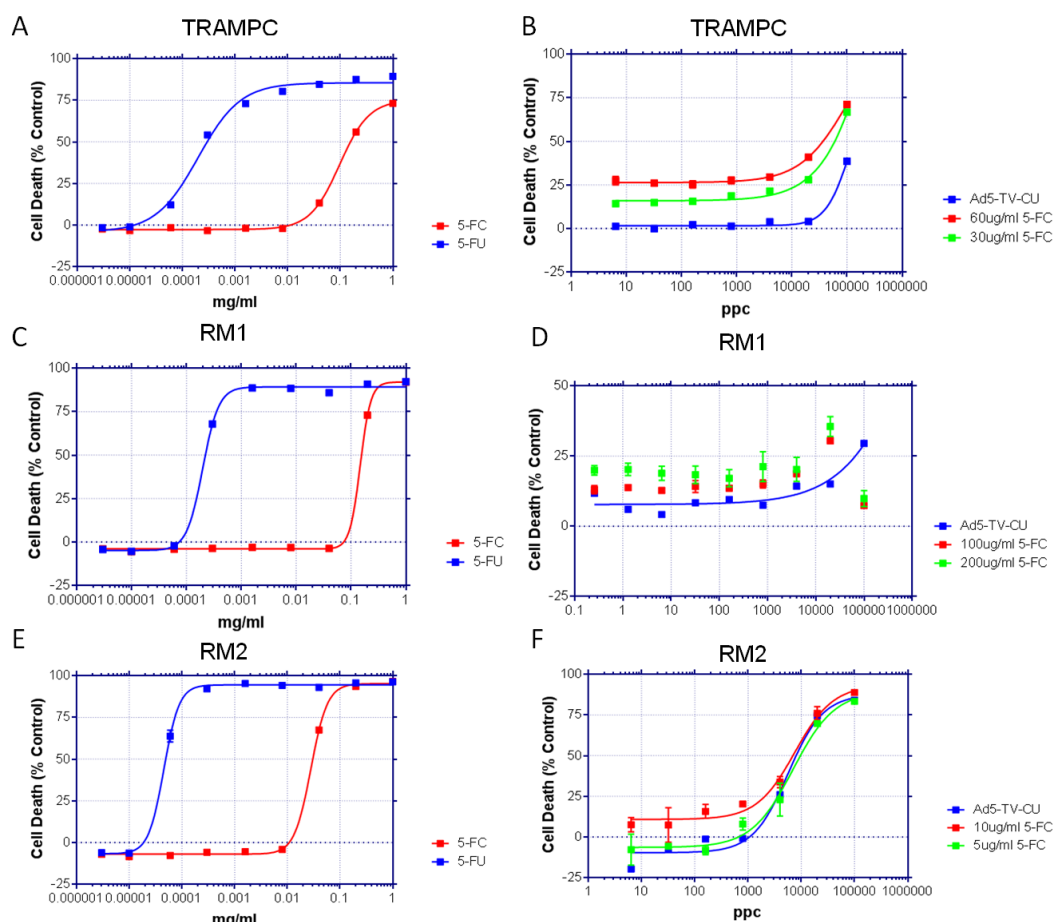 A
TRAMPC
Cell Death (% Control)
100
75
50
25
0
-25
0.000001 0.00001 0.0001 0.001 0.01 0.1 1
mg/ml
5-FC
5-FU
B
TRAMPC
Cell Death (% Control)
100
75
50
25
0
-25
1 10 100 1000 10000 100000 1000000
ppc
Ad5-TV-CU
60ug/ml 5-FC
30ug/ml 5-FC
C
RM1
Cell Death (% Control)
100
75
50
25
0
-25
0.000001 0.00001 0.0001 0.001 0.01 0.1 1
mg/ml
5-FC
5-FU
D
RM1
Cell Death (% Control)
50
25
0
-25
0.1 1 10 100 1000 10000 100000 1000000
Ad5-TV-CU
100ug/ml 5-FC
200ug/ml 5-FC
E
RM2
Cell Death (% Control)
100
75
50
25
0
-25
0.000001 0.00001 0.0001 0.001 0.01 0.1 1
mg/ml
5-FC
5-FU
F
RM2
Cell Death (% Control)
100
75
50
25
0
-25
1 10 100 1000 10000 100000 1000000
ppc
Ad5-TV-CU
10ug/ml 5-FC
5ug/ml 5-FC